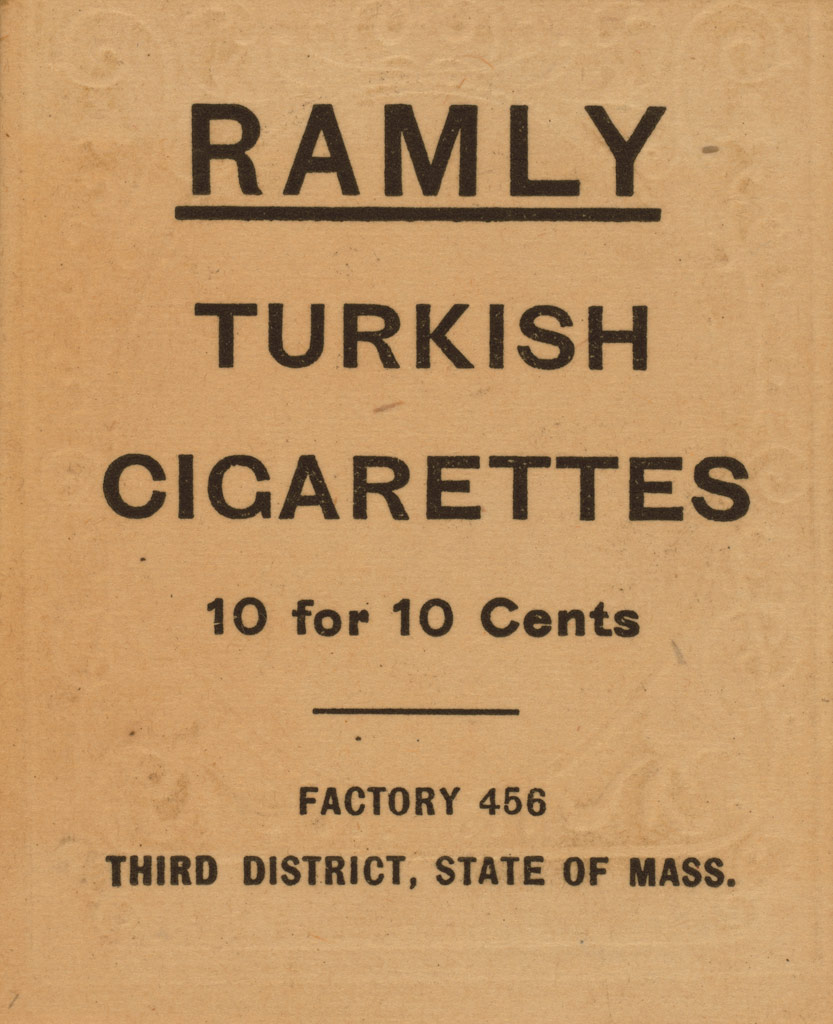 RAMLY
TURKISH
CIGARETTES
10 for 10 Cents
FACTORY 456
THIRD DISTRICT, STATE OF MASS.